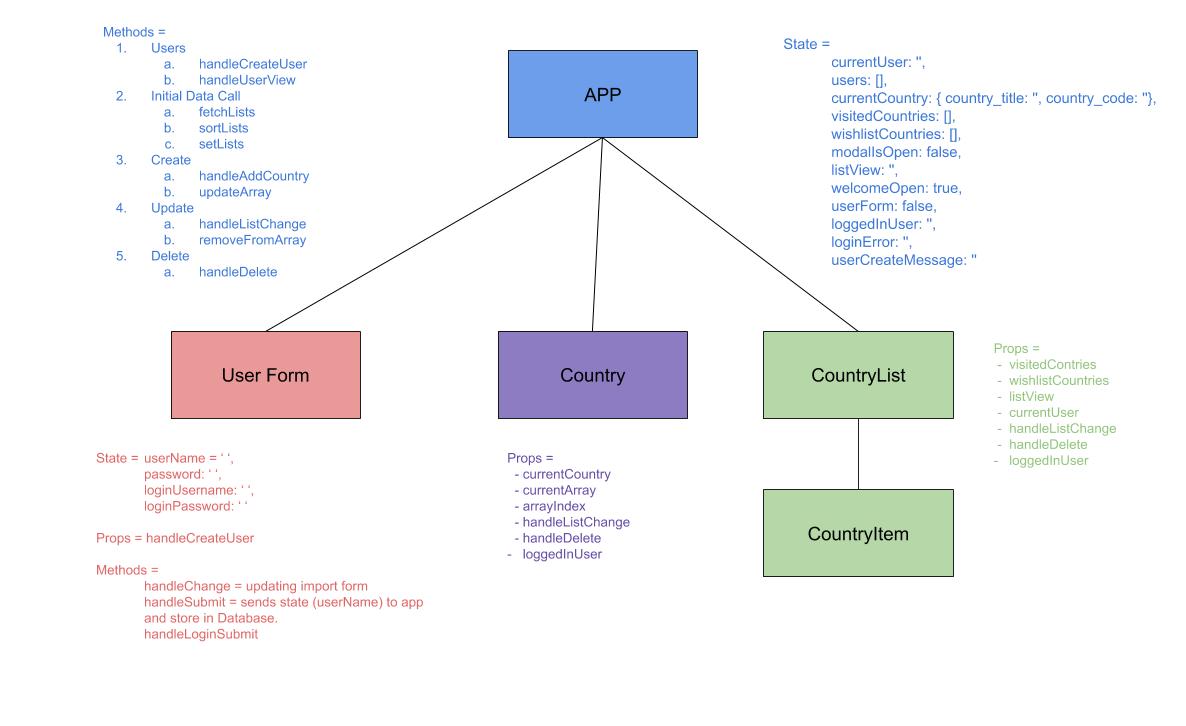 Methods =
1. Users
a. handleCreateUser
b. handleUserView
2. Initial Data Call
a. fetchLists
b. sortLists
c. setLists
3. Create
a. handleAddCountry
b. updateArray
4. Update
a. handleListChange
b. removeFromArray
5. Delete
a. handleDelete
APP
State =
currentUser: '',
users: [],
currentCountry: { country_title: '', country_code: ''},
visitedCountries: [],
wishlistCountries: [],
modalIsOpen: false,
listView: '',
welcomeOpen: true,
userForm: false,
loggedInUser: '',
loginError: '',
userCreateMessage: ''
User Form
Country
CountryList
Props =
- visitedContries
- wishlistCountries
- listView
- currentUser
- handleListChange
- handleDelete
- loggedInUser
State = userName = ‘ ‘,
password: ‘ ‘,
loginUsername: ‘ ‘,
loginPassword: ‘ ‘
Props = handleCreateUser
Methods =
handleChange = updating import form
handleSubmit = sends state (userName) to app
and store in Database.
handleLoginSubmit
Props =
- currentCountry
- currentArray
- arrayIndex
- handleListChange
- handleDelete
- loggedInUser
CountryItem